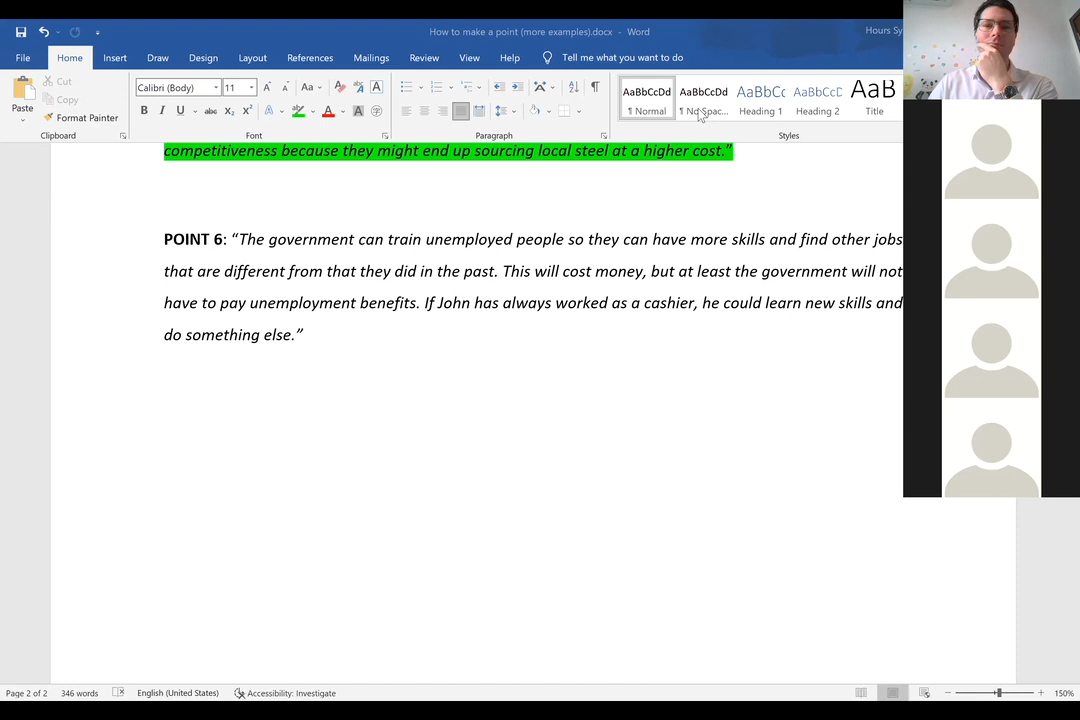 How to make a point (more examples).docx - Word
Hours Sy
File Home Insert Draw Design Layout References Mailings Review View Help Tell me what you want to do
Paste
Cut
Copy
Format Painter
Clipboard
Calibri (Body) 11
Font
Paragraph
AaBbCcDd AaBbCcDd AaBbCc AaBbCcD AaB
¶ Normal ¶ No Spac... Heading 1 Heading 2 Title
Styles
competitiveness because they might end up sourcing local steel at a higher cost.”
POINT 6: “The government can train unemployed people so they can have more skills and find other jobs
that are different from that they did in the past. This will cost money, but at least the government will not
have to pay unemployment benefits. If John has always worked as a cashier, he could learn new skills and
do something else.”
Page 2 of 2 346 words English (United States) Accessibility: Investigate 150%